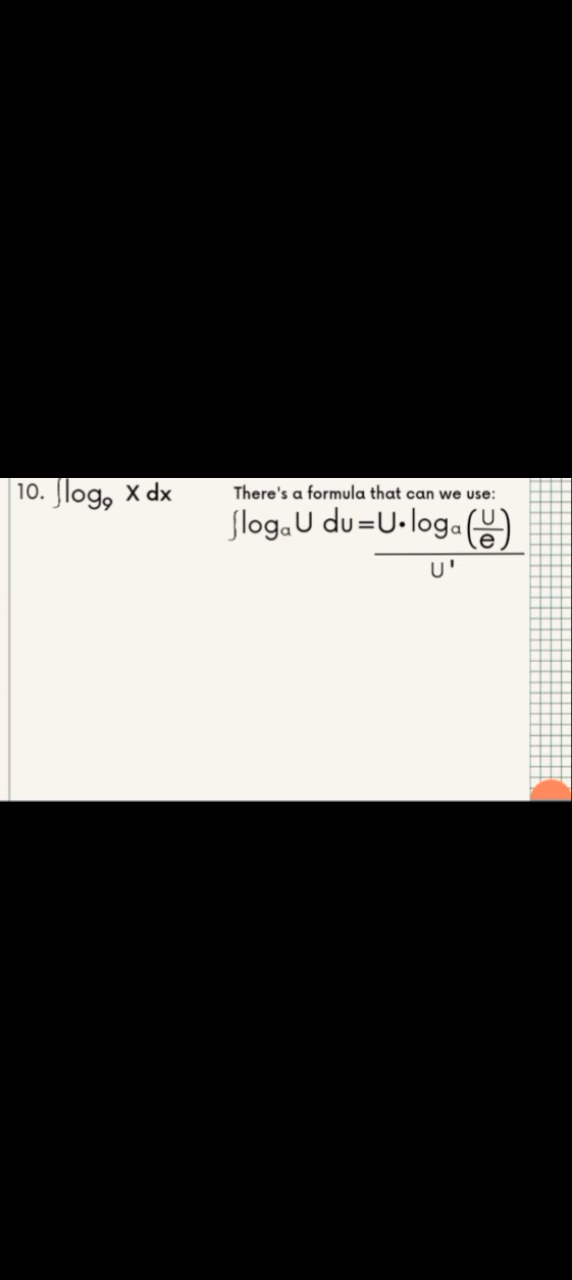 10. ∫log₉ X dx
There's a formula that can we use:
∫logₐU du=U•logₐ(U/e)
U'